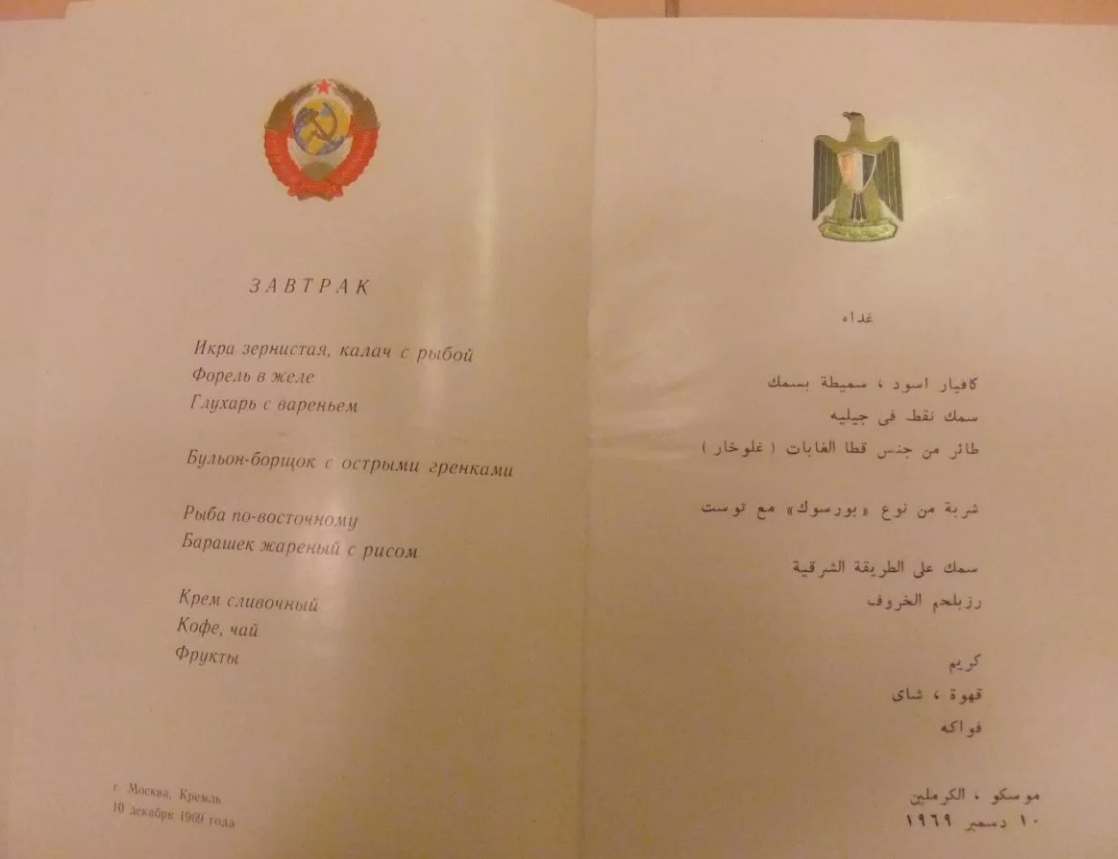 ЗАВТРАК
Икра зернистая, калач с рыбой
Форель в желе
Глухарь с вареньем
Бульон-борщок с острыми гренками
Рыба по-восточному
Барашек жареный с рисом
Крем сливочный
Кофе, чай
Фрукты
г. Москва, Кремль
10 декабря 1969 года
غداء
كافيار اسود ، سميطة بسمك
سمك نقط فى جيليه
طائر من جنس قطا الغابات ( غلوخار )
شربة من نوع «بورسوك» مع توست
سمك على الطريقة الشرقية
رزبلحم الخروف
كريم
قهوة ، شاى
فواكه
موسكو ، الكرملين
١٠ دسمبر ١٩٦٩